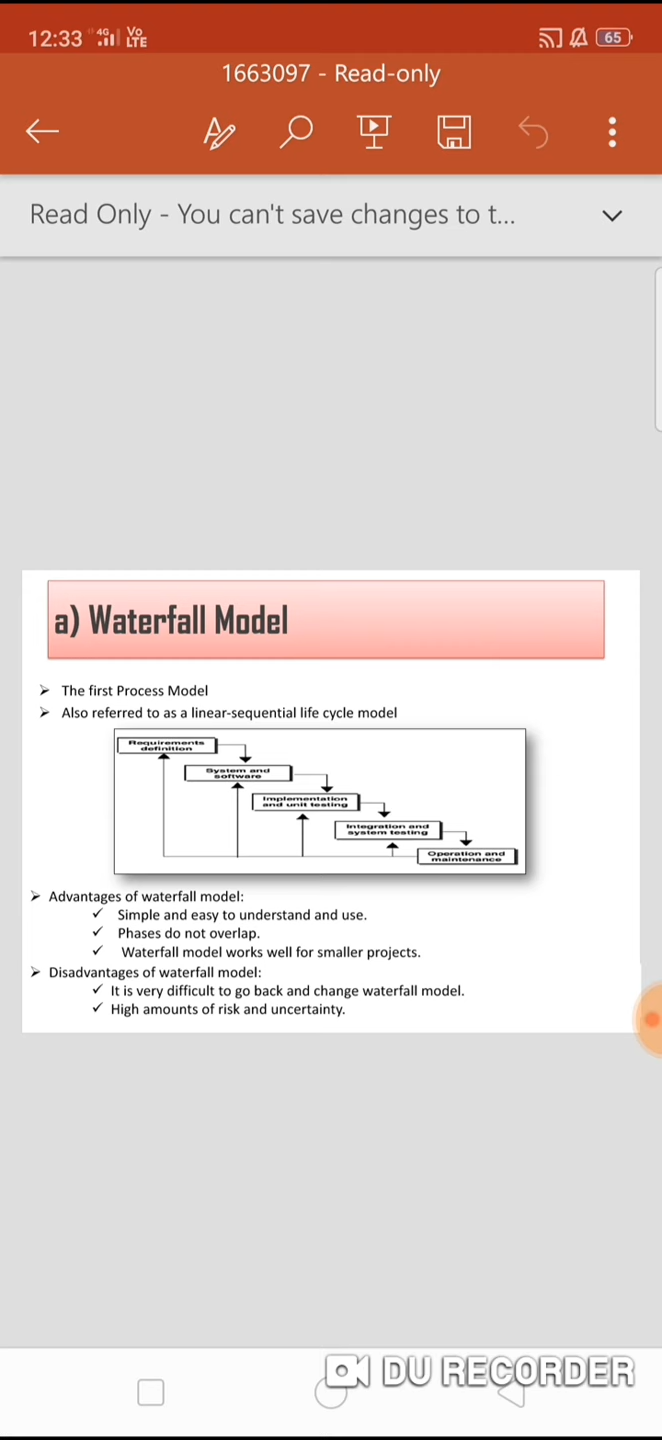 12:33 4G Vo LTE 65
1663097 - Read-only
Read Only - You can't save changes to t...
a) Waterfall Model
➤ The first Process Model
➤ Also referred to as a linear-sequential life cycle model
Requirements
definition
System and
software
Implementation
and unit testing
Integration and
system testing
Operation and
maintenance
➤ Advantages of waterfall model:
✓ Simple and easy to understand and use.
✓ Phases do not overlap.
✓ Waterfall model works well for smaller projects.
➤ Disadvantages of waterfall model:
✓ It is very difficult to go back and change waterfall model.
✓ High amounts of risk and uncertainty.
DU RECORDER